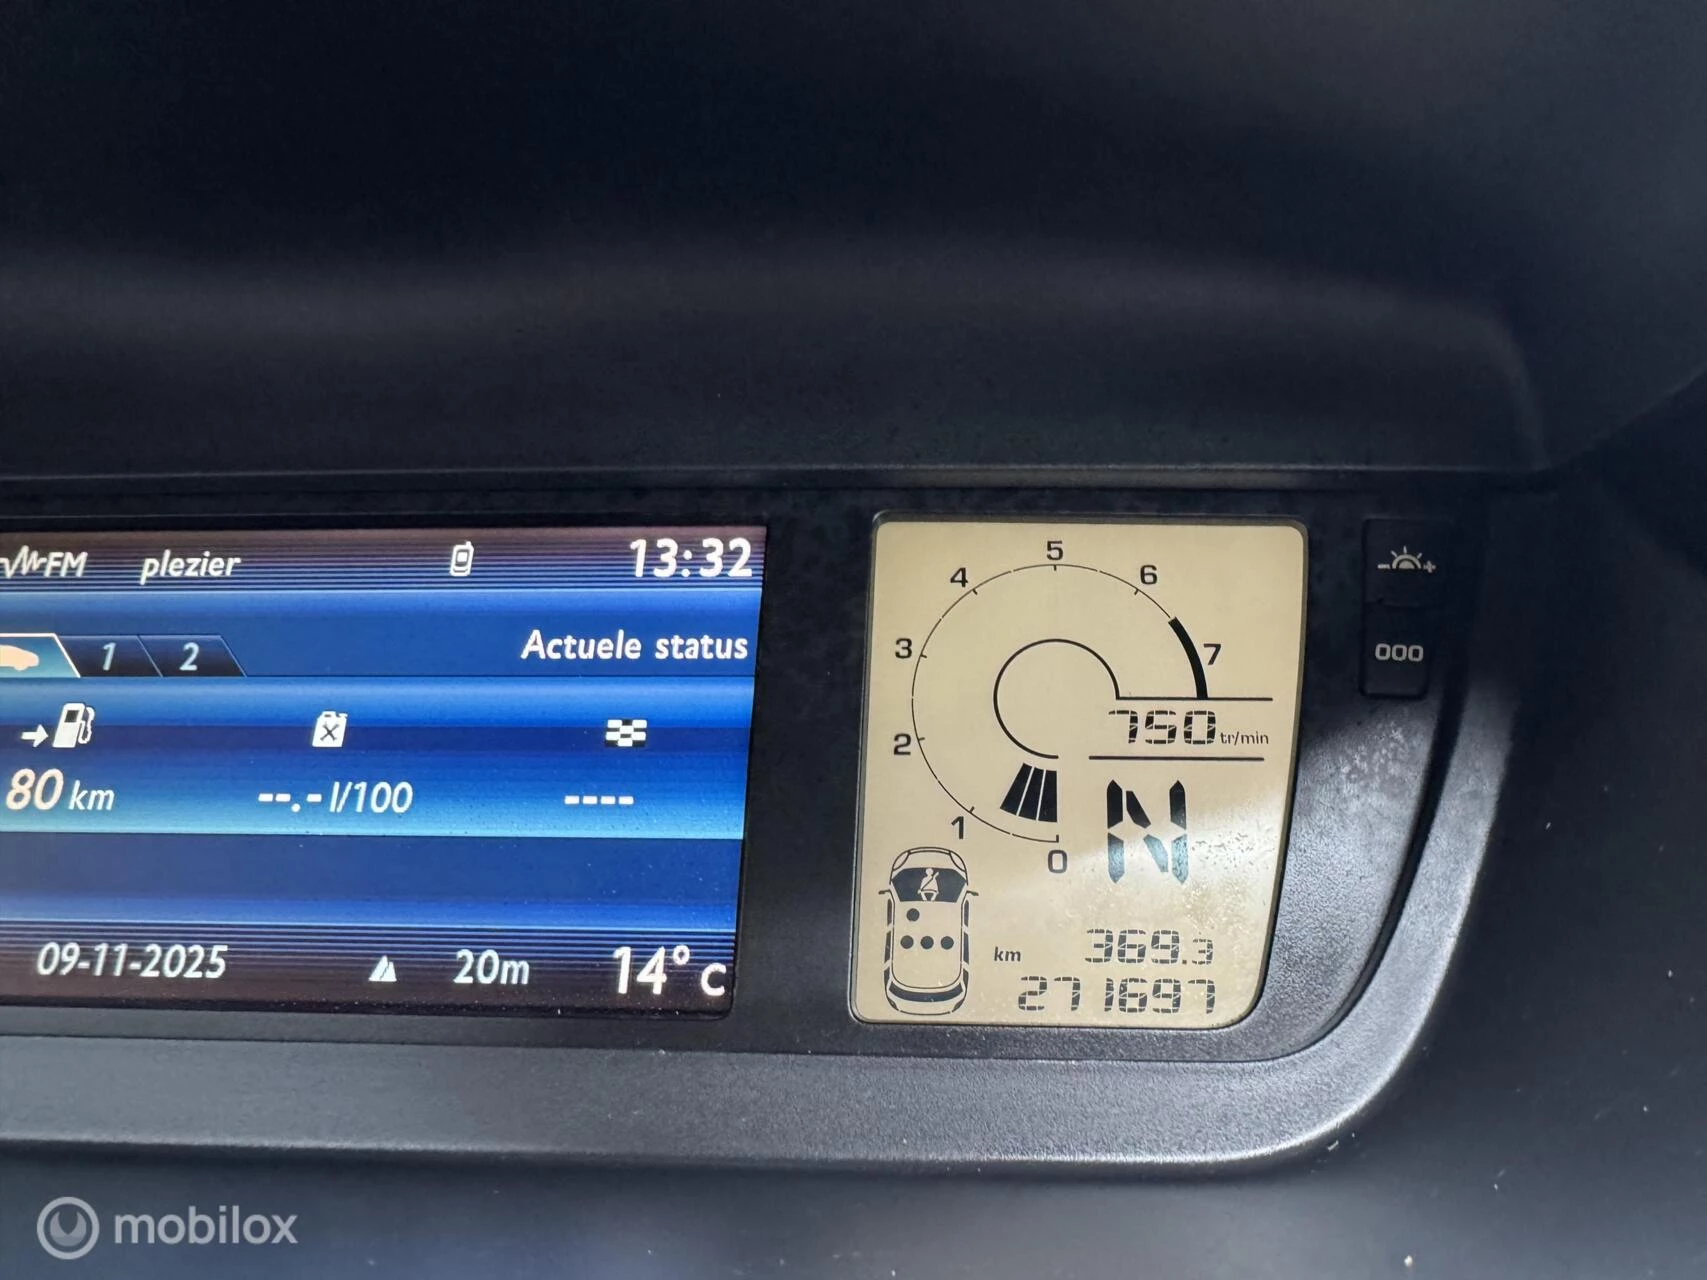 FM plezier 13:32
1 2 Actuele status
80 km --.- l/100 ----
09-11-2025 20m 14° C
5
4 6
3 7
2 750 tr/min
1 0
N
km 369.3
271697
- +
000
mobilox